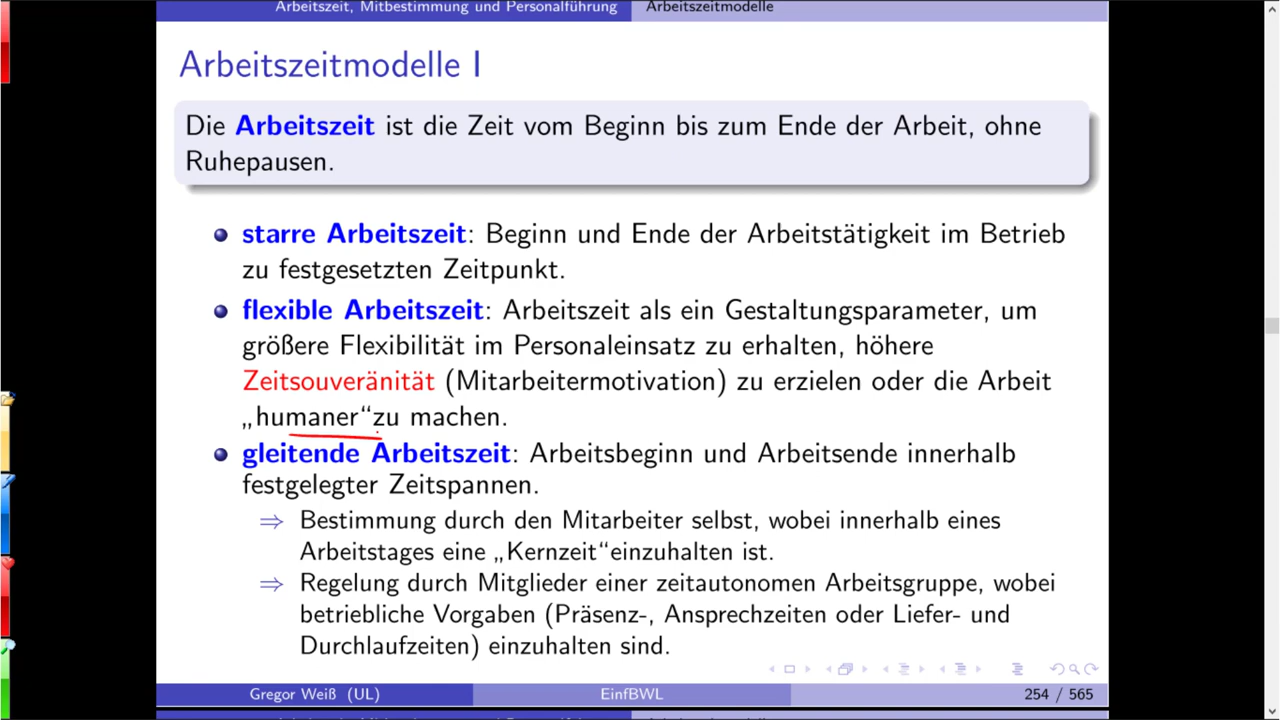 Arbeitszeit, Mitbestimmung und Personalführung Arbeitszeitmodelle
Arbeitszeitmodelle I
Die Arbeitszeit ist die Zeit vom Beginn bis zum Ende der Arbeit, ohne
Ruhepausen.
starre Arbeitszeit: Beginn und Ende der Arbeitstätigkeit im Betrieb
zu festgesetzten Zeitpunkt.
flexible Arbeitszeit: Arbeitszeit als ein Gestaltungsparameter, um
größere Flexibilität im Personaleinsatz zu erhalten, höhere
Zeitsouveränität (Mitarbeitermotivation) zu erzielen oder die Arbeit
„humaner“zu machen.
gleitende Arbeitszeit: Arbeitsbeginn und Arbeitsende innerhalb
festgelegter Zeitspannen.
⇒ Bestimmung durch den Mitarbeiter selbst, wobei innerhalb eines
Arbeitstages eine „Kernzeit“einzuhalten ist.
⇒ Regelung durch Mitglieder einer zeitautonomen Arbeitsgruppe, wobei
betriebliche Vorgaben (Präsenz-, Ansprechzeiten oder Liefer- und
Durchlaufzeiten) einzuhalten sind.
Gregor Weiß (UL) EinfBWL 254 / 565